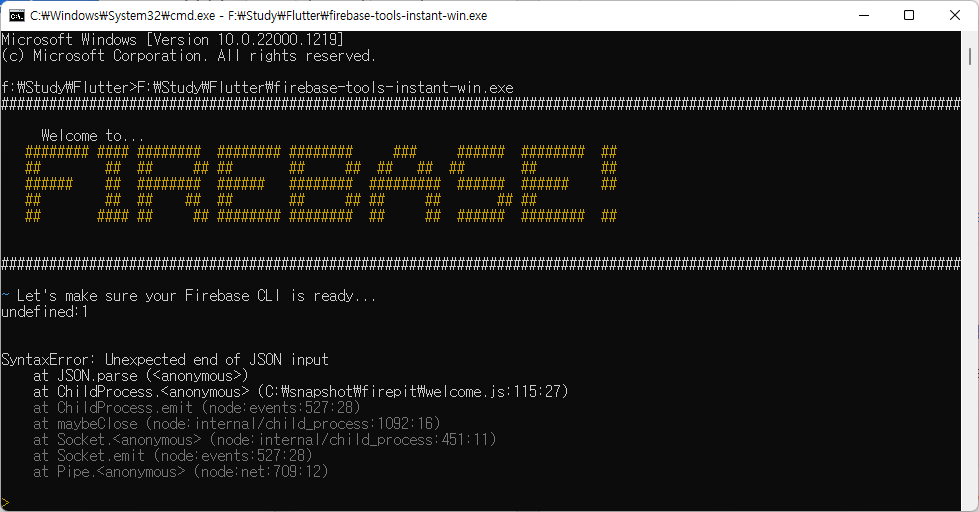 C:₩Windows₩System32₩cmd.exe - F:₩Study₩Flutter₩firebase-tools-instant-win.exe
Microsoft Windows [Version 10.0.22000.1219]
(c) Microsoft Corporation. All rights reserved.
f:₩Study₩Flutter>F:₩Study₩Flutter₩firebase-tools-instant-win.exe
########################################################################################################################
Welcome to...
######## #### ########  ######## ########     ###     ######  ######## ##
##        ##  ##     ## ##       ##     ##  ##   ##  ##       ##       ##
######    ##  ########  ######   ########  #########  ######  ######   ##
##        ##  ##    ##  ##       ##     ## ##     ##       ## ##
##       #### ##     ## ######## ########  ##     ##  ######  ######## ##
########################################################################################################################
~ Let's make sure your Firebase CLI is ready...
undefined:1
SyntaxError: Unexpected end of JSON input
at JSON.parse (<anonymous>)
at ChildProcess.<anonymous> (C:₩snapshot₩firepit₩welcome.js:115:27)
at ChildProcess.emit (node:events:527:28)
at maybeClose (node:internal/child_process:1092:16)
at Socket.<anonymous> (node:internal/child_process:451:11)
at Socket.emit (node:events:527:28)
at Pipe.<anonymous> (node:net:709:12)
>